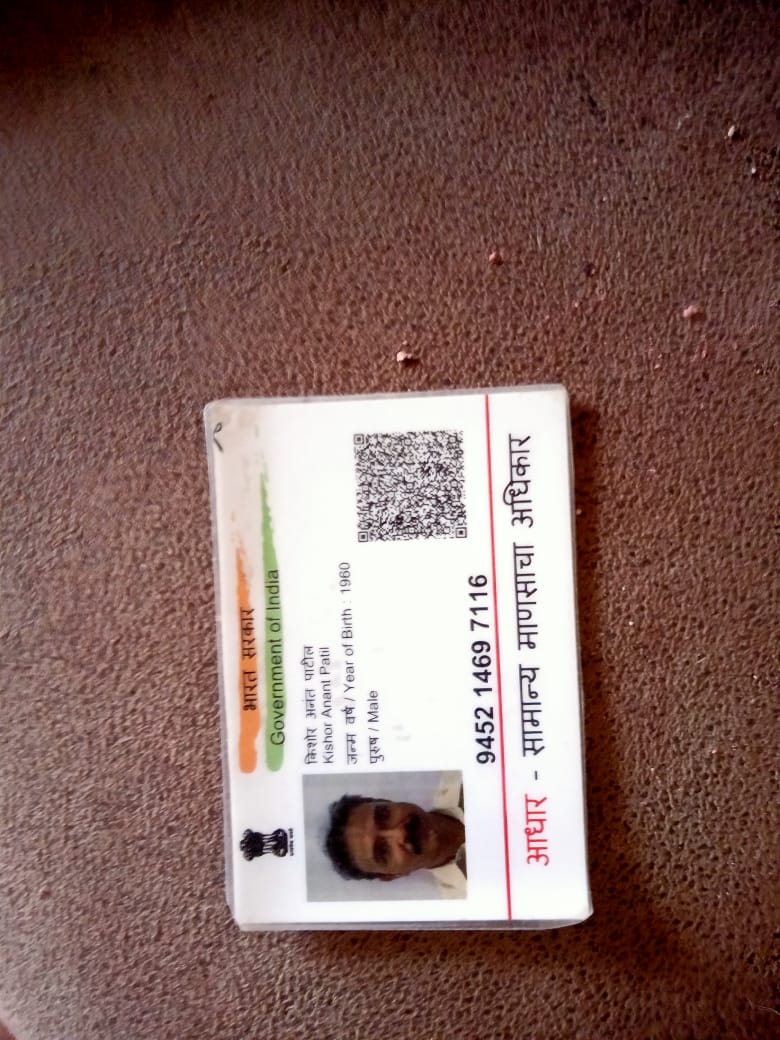 भारत सरकार
Government of India
किशोर अनंत पाटील
Kishor Anant Patil
जन्म वर्ष / Year of Birth : 1960
पुरुष / Male
9452 1469 7116
आधार - सामान्य माणसाचा अधिकार